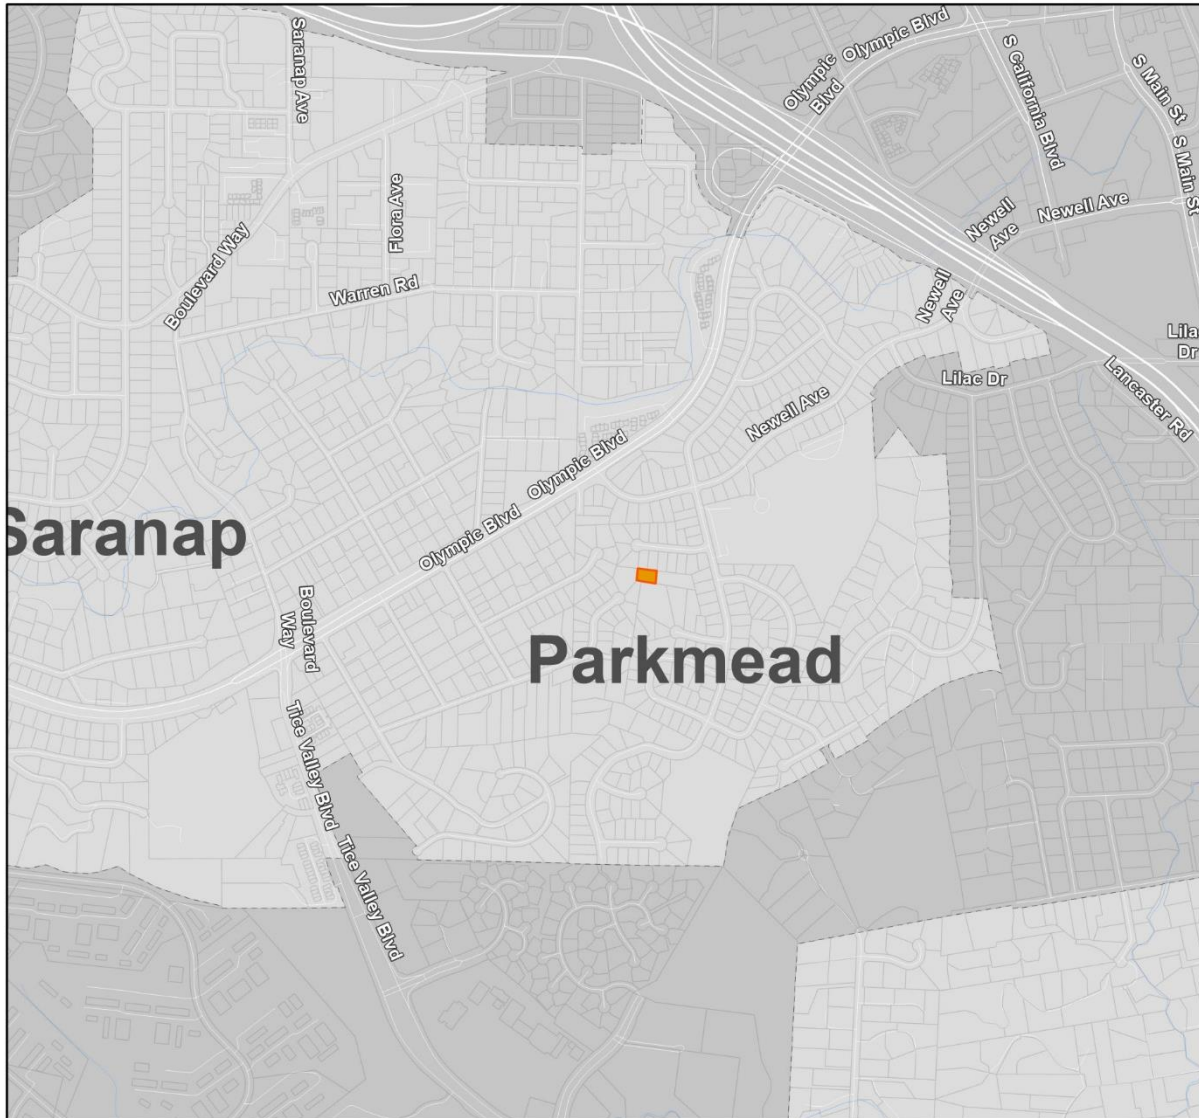 Saranap Ave
Olympic
Blvd
Olympic Blvd
S California Blvd
S Main St
S Main St
Boulevard Way
Flora Ave
Warren Rd
Newell
Ave
Newell Ave
Newell
Ave
Lilac Dr
Lilac
Dr
Lancaster Rd
Newell Ave
Olympic Blvd
Olympic Blvd
Saranap
Boulevard
Way
Parkmead
Tice Valley Blvd
Tice Valley Blvd